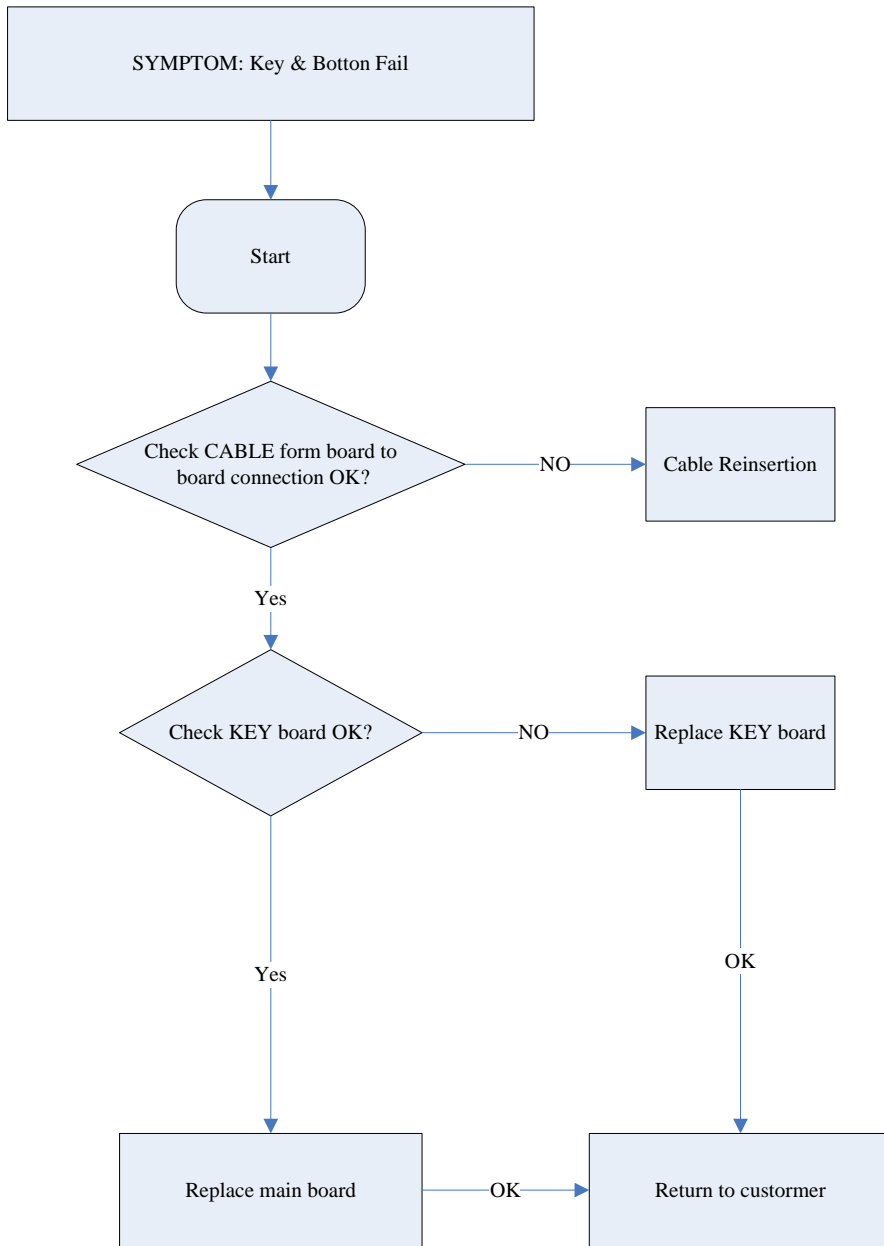 SYMPTOM: Key & Botton Fail
Start
Check CABLE form board to
board connection OK?
NO
Cable Reinsertion
Yes
Check KEY board OK?
NO
Replace KEY board
Yes
OK
Replace main board
OK
Return to custormer